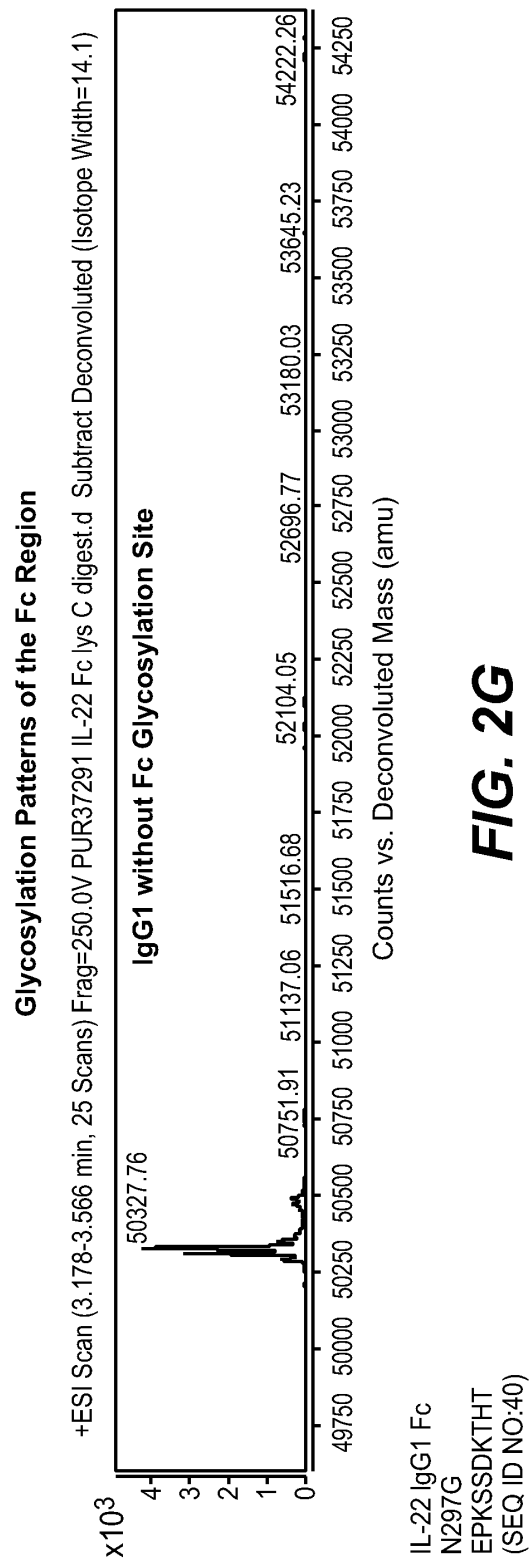 Glycosylation Patterns of the Fc Region
+ESI Scan (3.178-3.566 min, 25 Scans) Frag=250.0V PUR37291 IL-22 Fc lys C digest.d Subtract Deconvoluted (Isotope Width=14.1)
x10³
4
3
2
1
0
IgG1 without Fc Glycosylation Site
50327.76
50751.91
51137.06
51516.68
52104.05
52696.77
53180.03
53645.23
54222.26
49750 50000 50250 50500 50750 51000 51250 51500 51750 52000 52250 52500 52750 53000 53250 53500 53750 54000 54250
Counts vs. Deconvoluted Mass (amu)
IL-22 IgG1 Fc
N297G
EPKSSDKTHT
(SEQ ID NO:40)
FIG. 2G